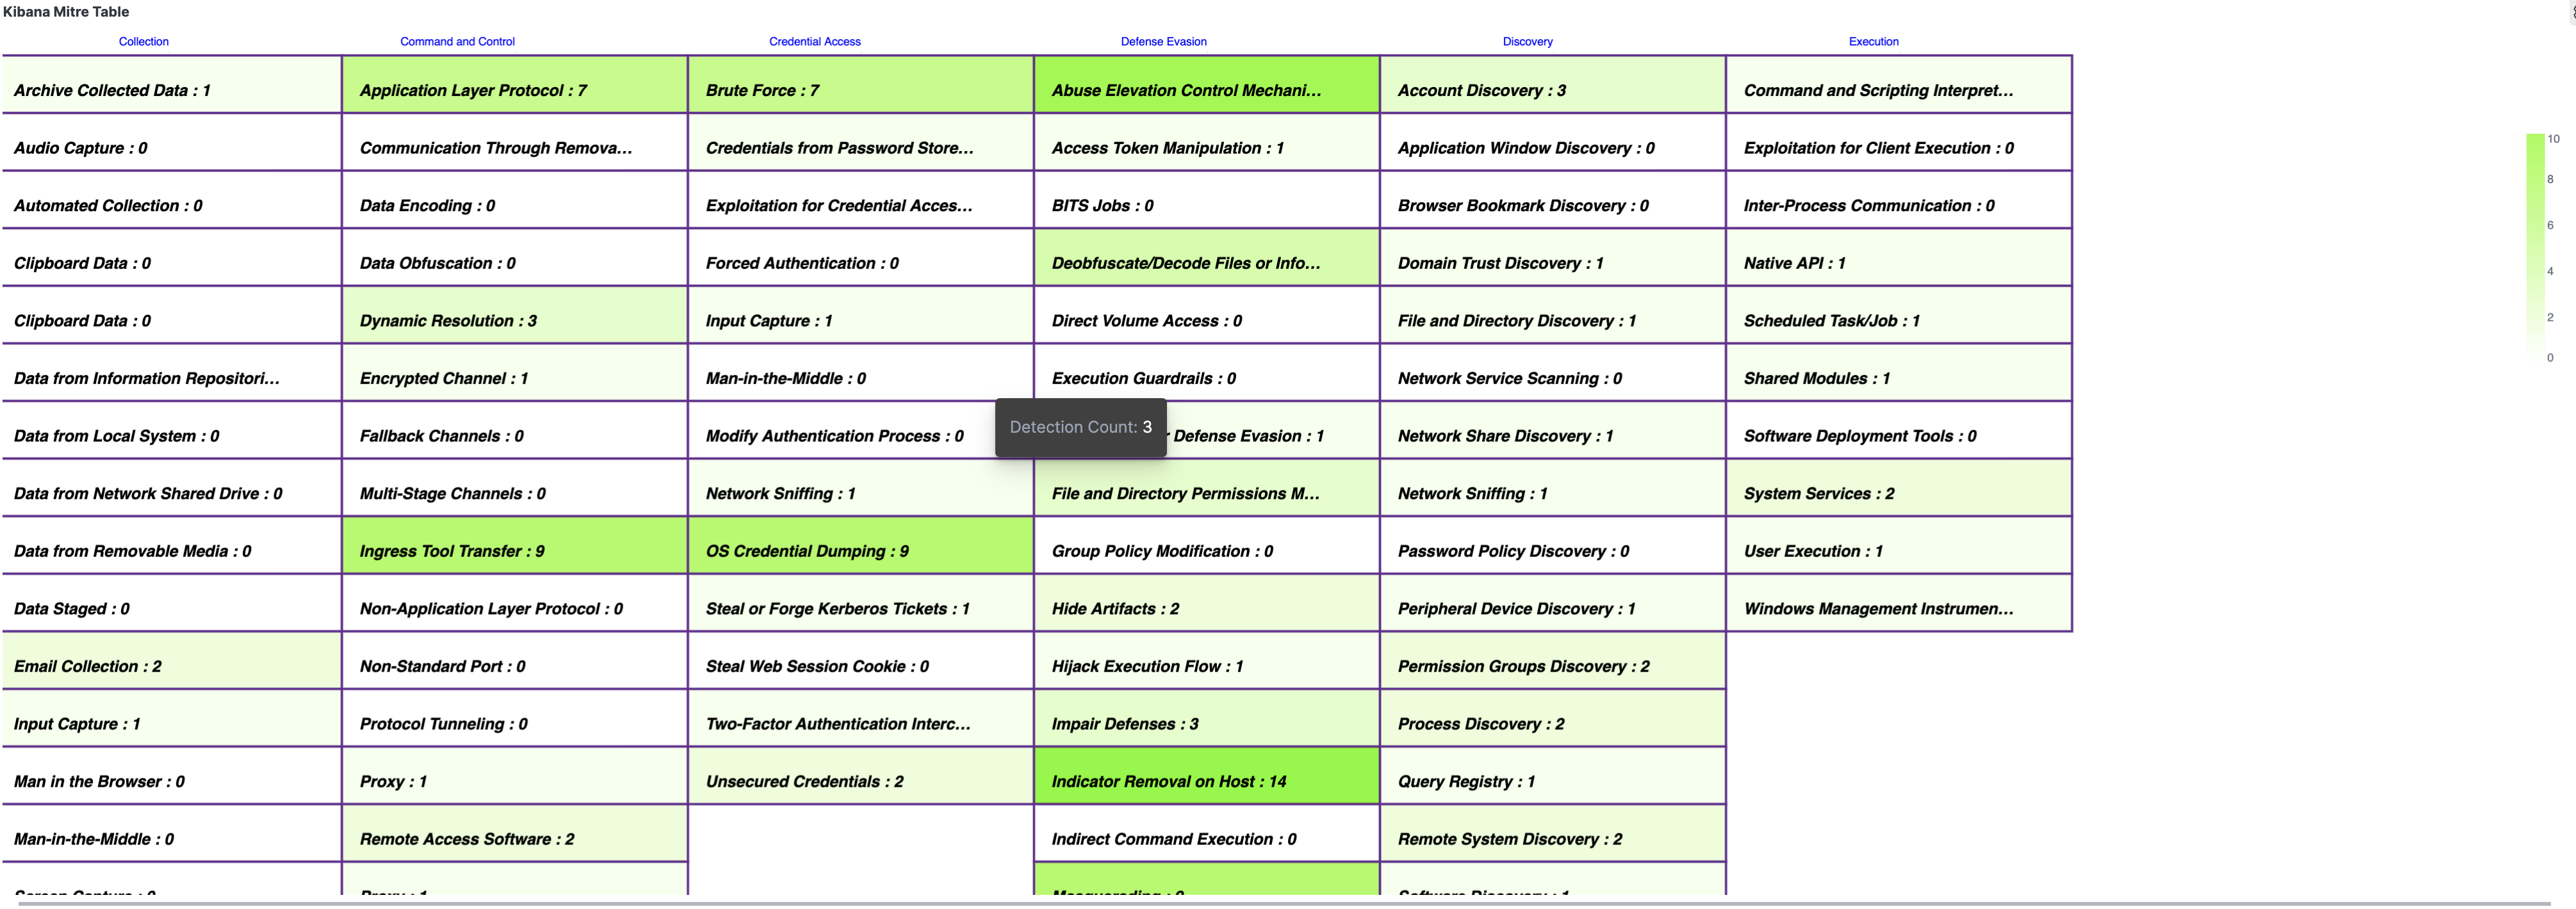 Kibana Mitre Table
Collection Command and Control Credential Access Defense Evasion Discovery Execution
Archive Collected Data : 1 Application Layer Protocol : 7 Brute Force : 7 Abuse Elevation Control Mechani... Account Discovery : 3 Command and Scripting Interpret...
Audio Capture : 0 Communication Through Remova... Credentials from Password Store... Access Token Manipulation : 1 Application Window Discovery : 0 Exploitation for Client Execution : 0 10
8
Automated Collection : 0 Data Encoding : 0 Exploitation for Credential Acces... BITS Jobs : 0 Browser Bookmark Discovery : 0 Inter-Process Communication : 0
6
Clipboard Data : 0 Data Obfuscation : 0 Forced Authentication : 0 Deobfuscate/Decode Files or Info... Domain Trust Discovery : 1 Native API : 1 4
Clipboard Data : 0 Dynamic Resolution : 3 Input Capture : 1 Direct Volume Access : 0 File and Directory Discovery : 1 Scheduled Task/Job : 1 2
0
Data from Information Repositori... Encrypted Channel : 1 Man-in-the-Middle : 0 Execution Guardrails : 0 Network Service Scanning : 0 Shared Modules : 1
Detection Count: 3
Data from Local System : 0 Fallback Channels : 0 Modify Authentication Process : 0 Defense Evasion : 1 Network Share Discovery : 1 Software Deployment Tools : 0
Data from Network Shared Drive : 0 Multi-Stage Channels : 0 Network Sniffing : 1 File and Directory Permissions M... Network Sniffing : 1 System Services : 2
Data from Removable Media : 0 Ingress Tool Transfer : 9 OS Credential Dumping : 9 Group Policy Modification : 0 Password Policy Discovery : 0 User Execution : 1
Data Staged : 0 Non-Application Layer Protocol : 0 Steal or Forge Kerberos Tickets : 1 Hide Artifacts : 2 Peripheral Device Discovery : 1 Windows Management Instrumen...
Email Collection : 2 Non-Standard Port : 0 Steal Web Session Cookie : 0 Hijack Execution Flow : 1 Permission Groups Discovery : 2
Input Capture : 1 Protocol Tunneling : 0 Two-Factor Authentication Interc... Impair Defenses : 3 Process Discovery : 2
Man in the Browser : 0 Proxy : 1 Unsecured Credentials : 2 Indicator Removal on Host : 14 Query Registry : 1
Man-in-the-Middle : 0 Remote Access Software : 2 Indirect Command Execution : 0 Remote System Discovery : 2